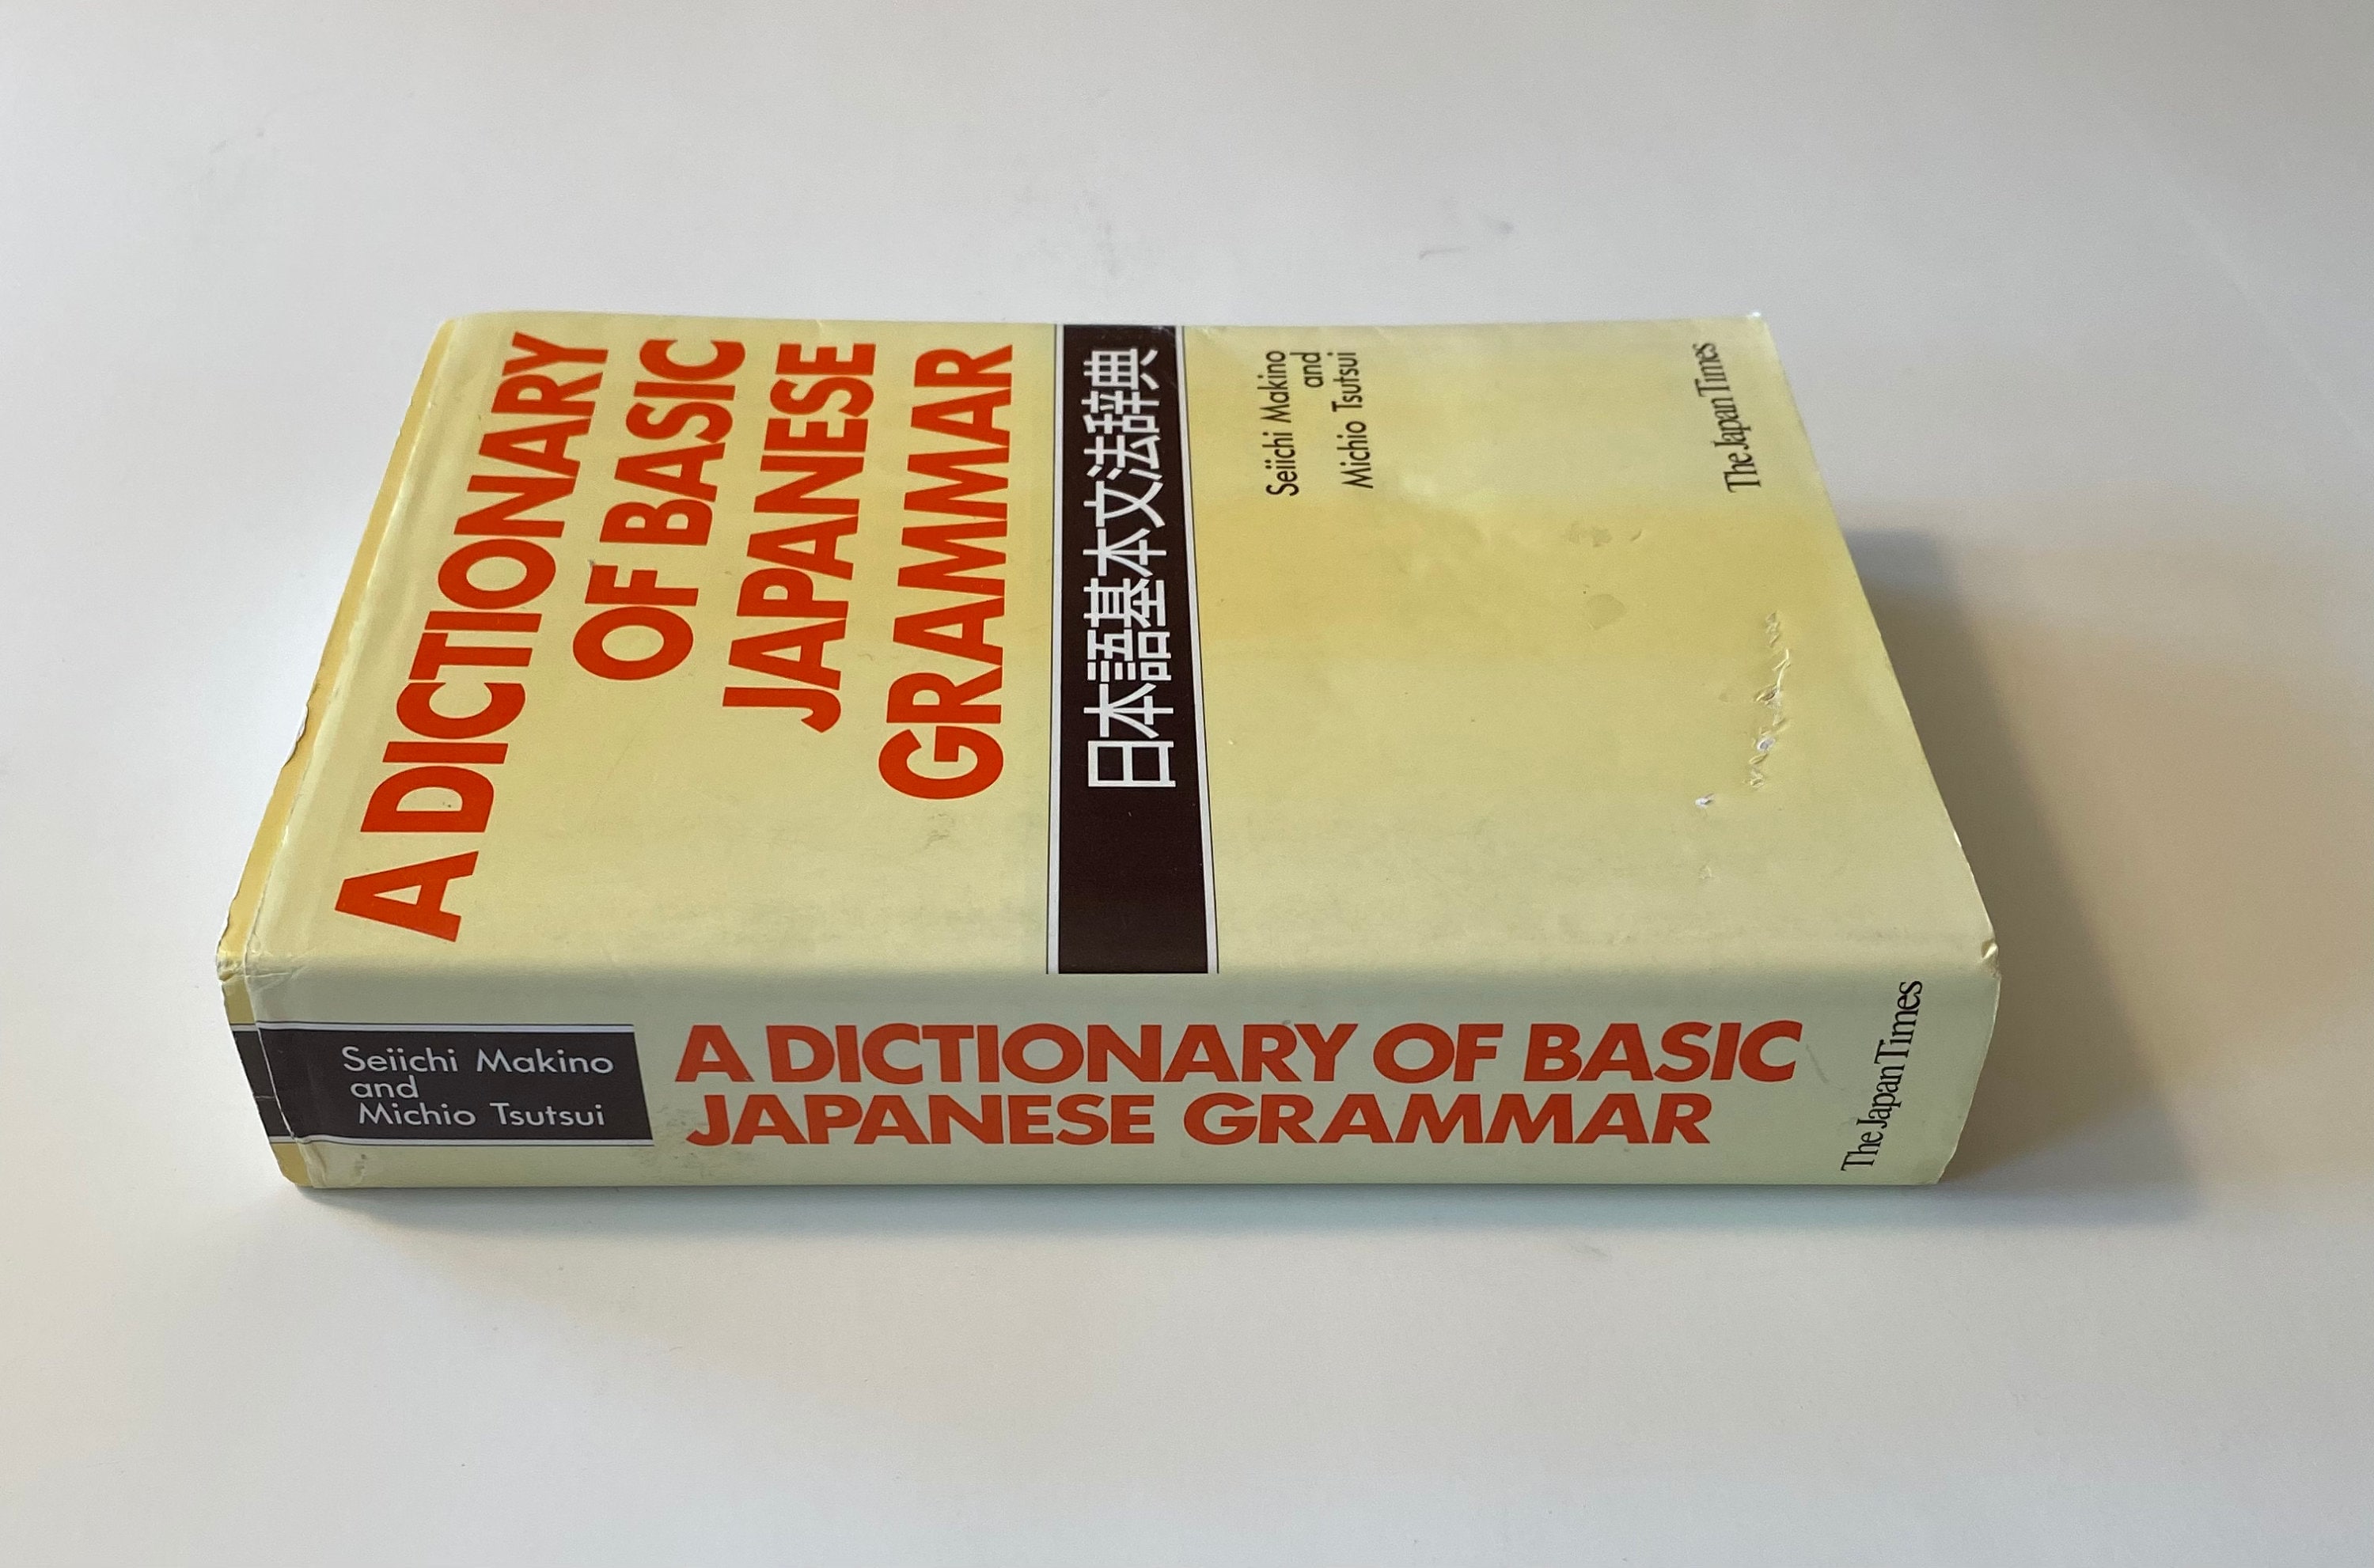 A DICTIONARY
OF BASIC
JAPANESE
GRAMMAR
日本語基本文法辞典
Seiichi Makino
and
Michio Tsutsui
The Japan Times
Seiichi Makino
and
Michio Tsutsui
A DICTIONARY OF BASIC
JAPANESE GRAMMAR
The Japan Times